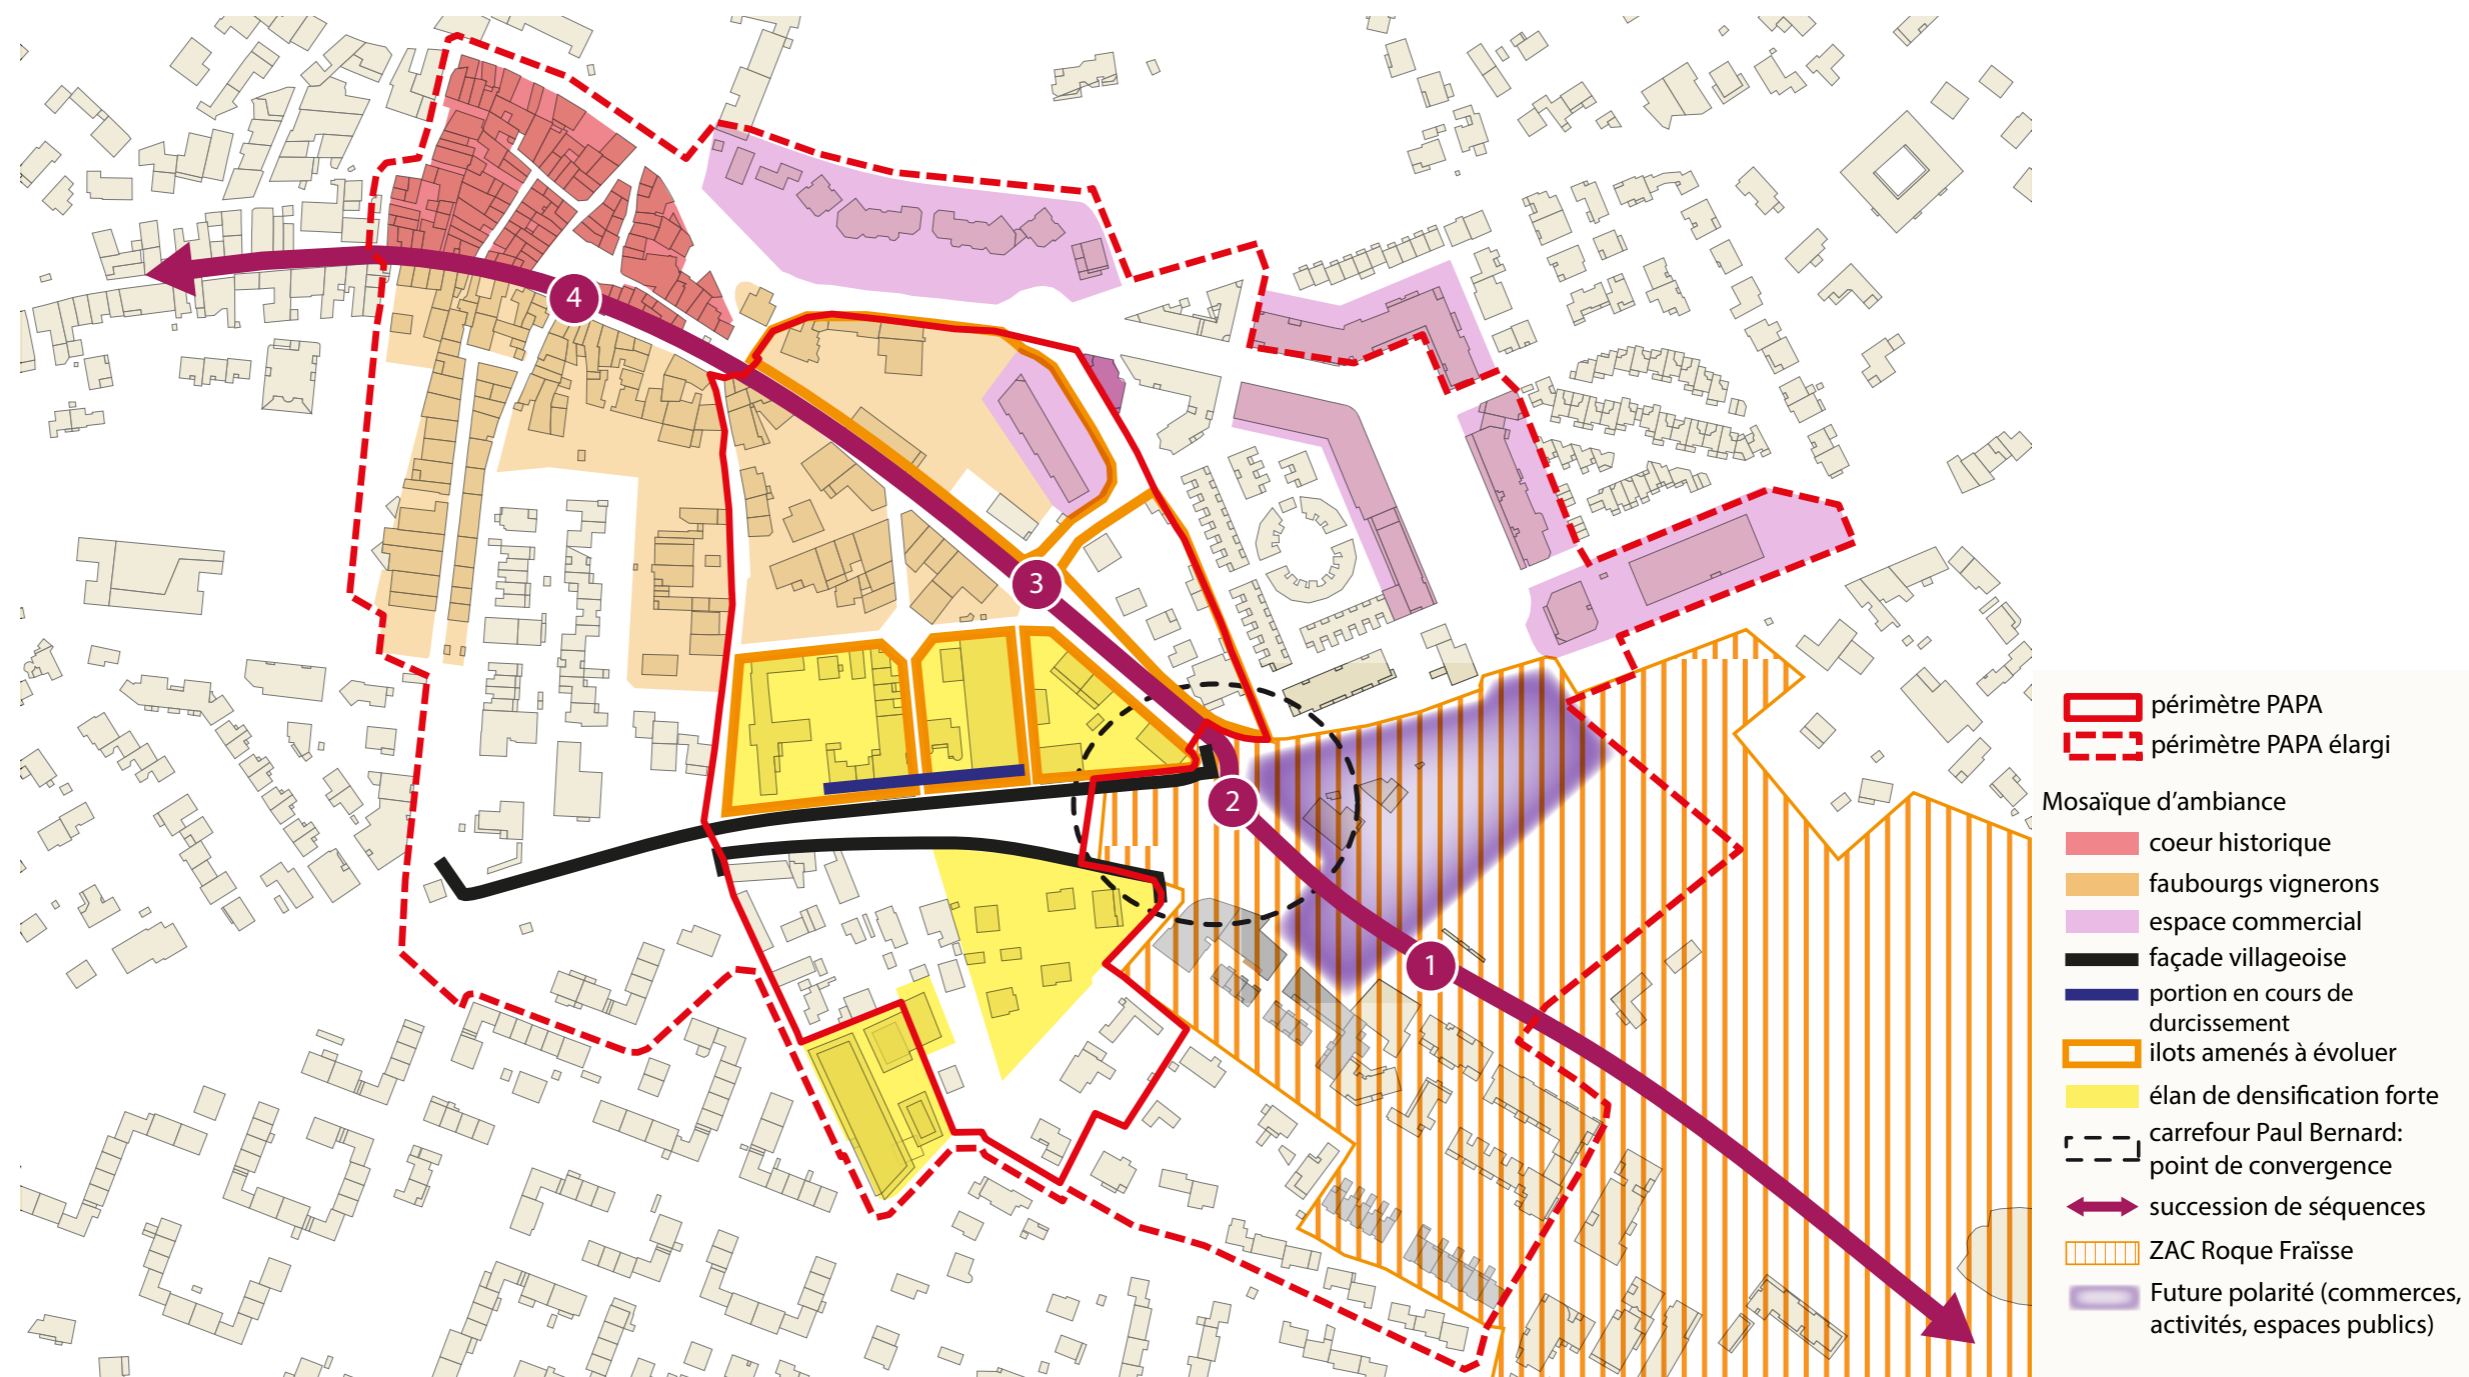 4
3
2
1
périmètre PAPA
périmètre PAPA élargi
Mosaïque d’ambiance
coeur historique
faubourgs vignerons
espace commercial
façade villageoise
portion en cours de
durcissement
ilots amenés à évoluer
élan de densification forte
carrefour Paul Bernard:
point de convergence
succession de séquences
ZAC Roque Fraïsse
Future polarité (commerces,
activités, espaces publics)